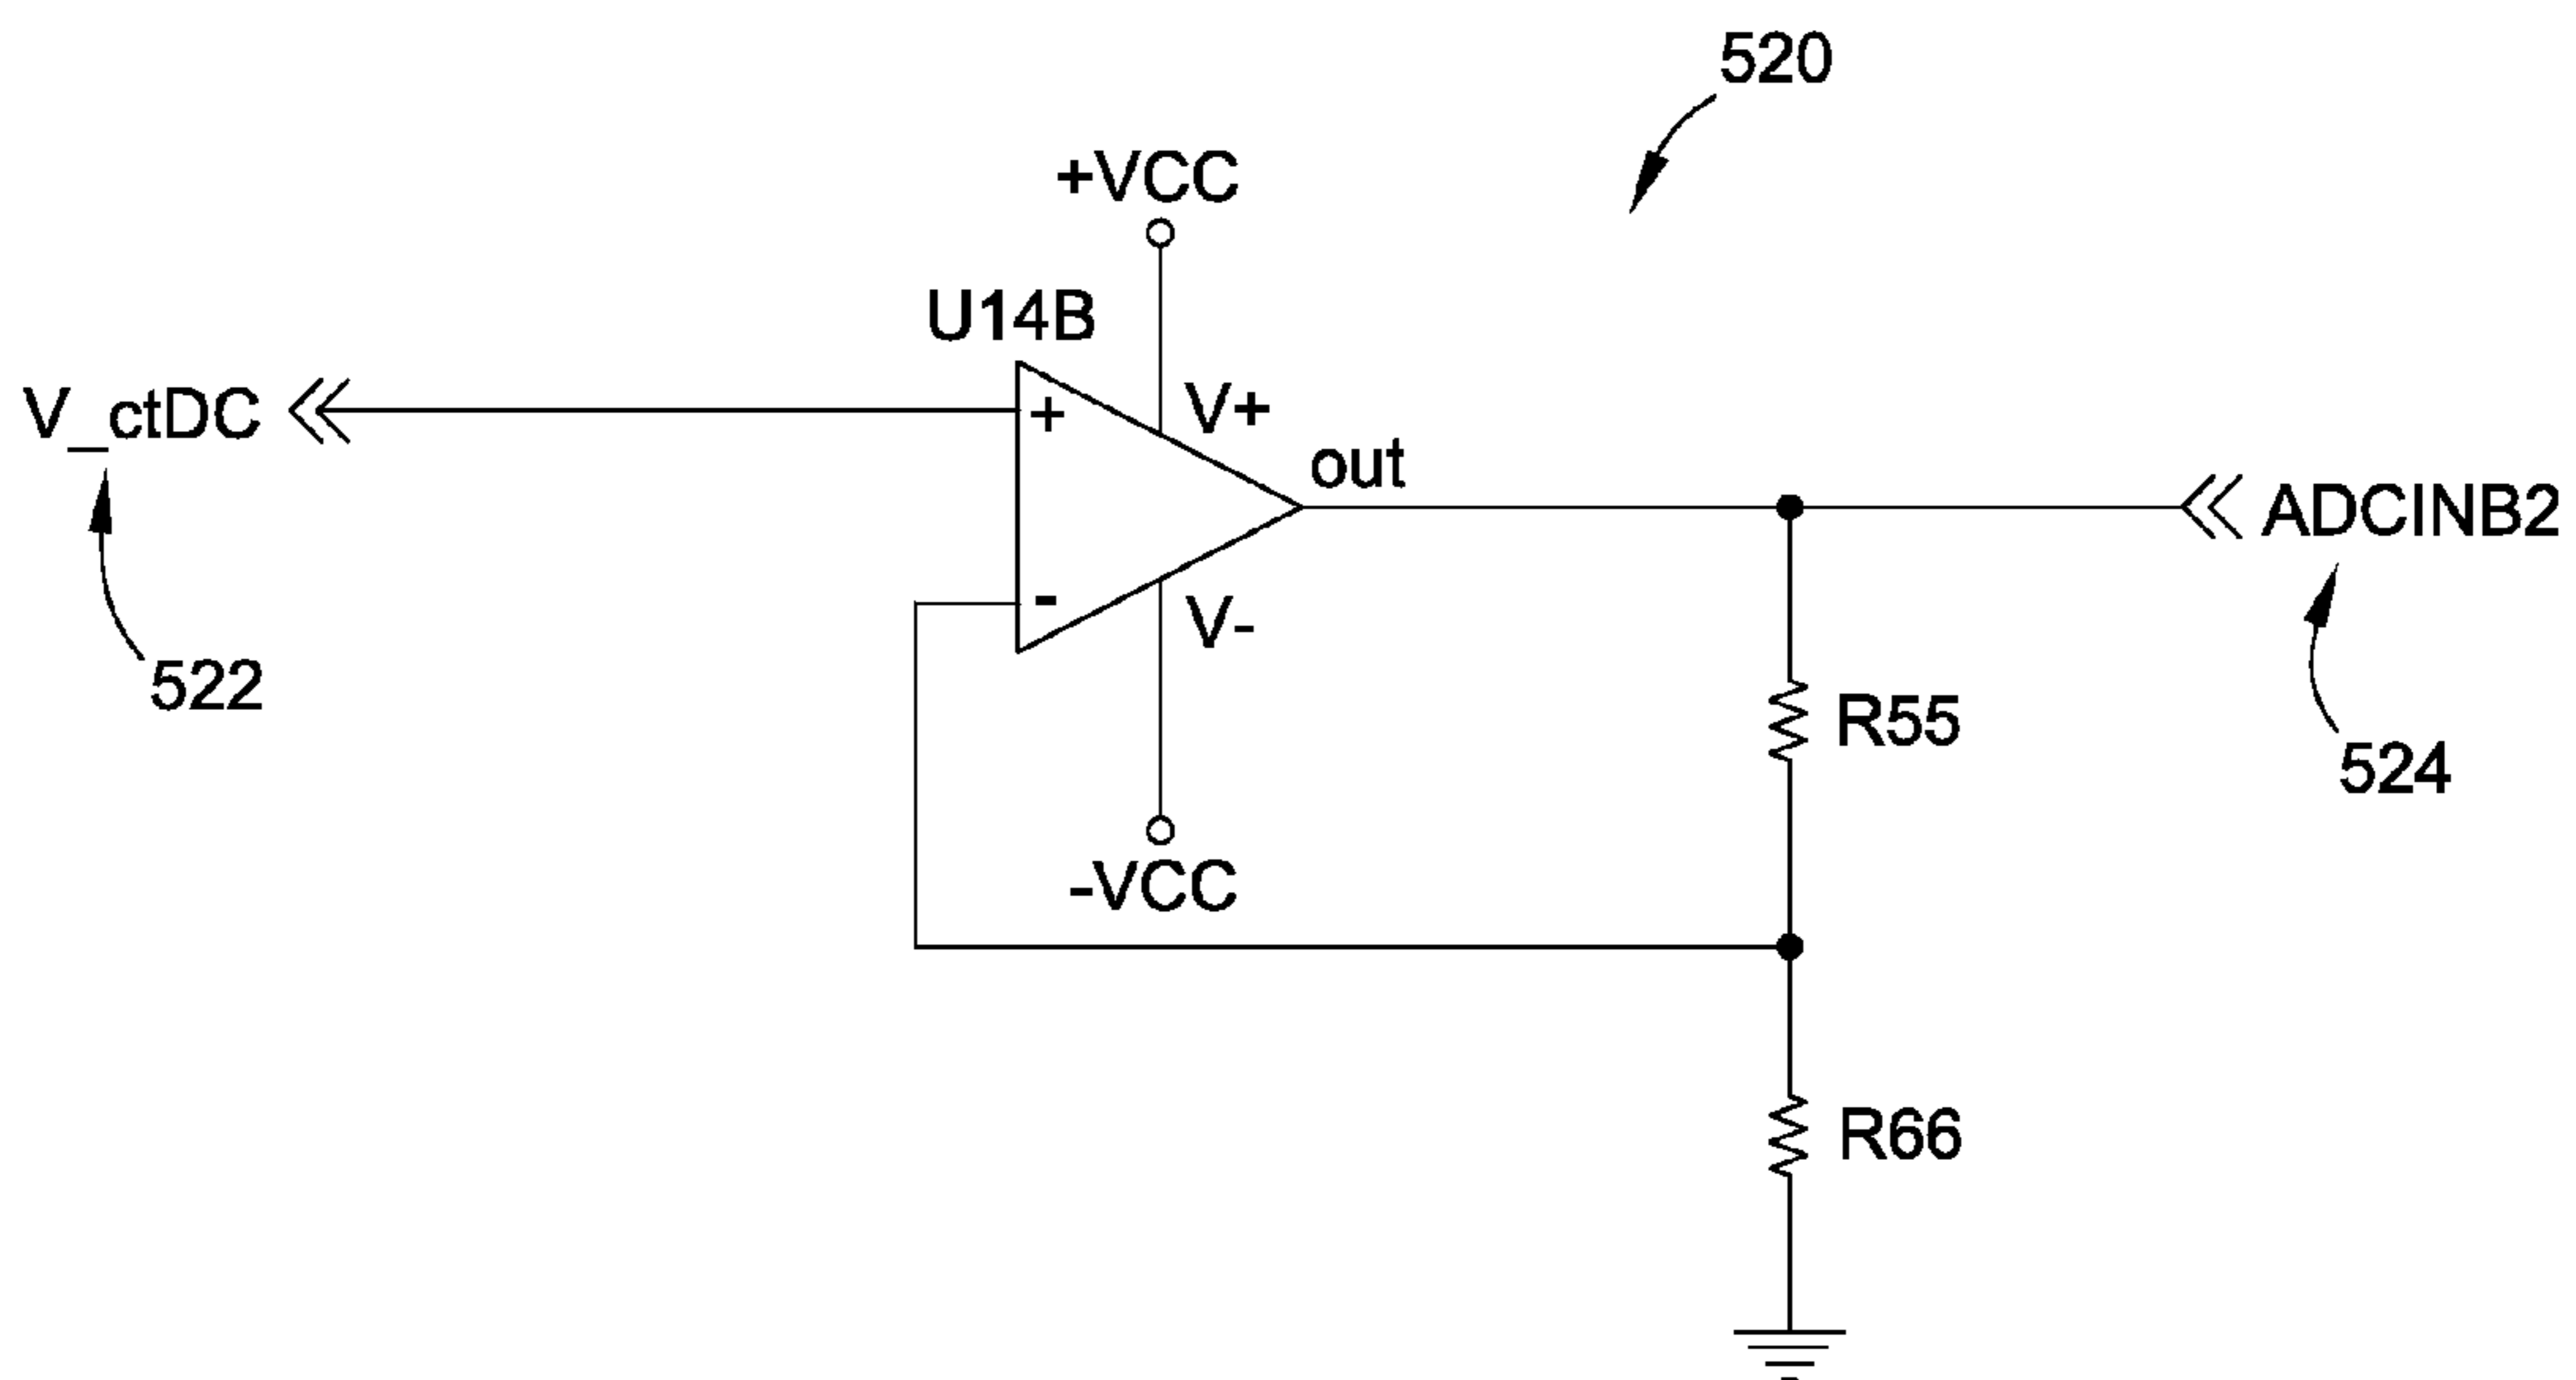 520
+VCC
U14B
V+
V_ctDC
+
out
ADCINB2
-
V-
522
R55
524
-VCC
R66